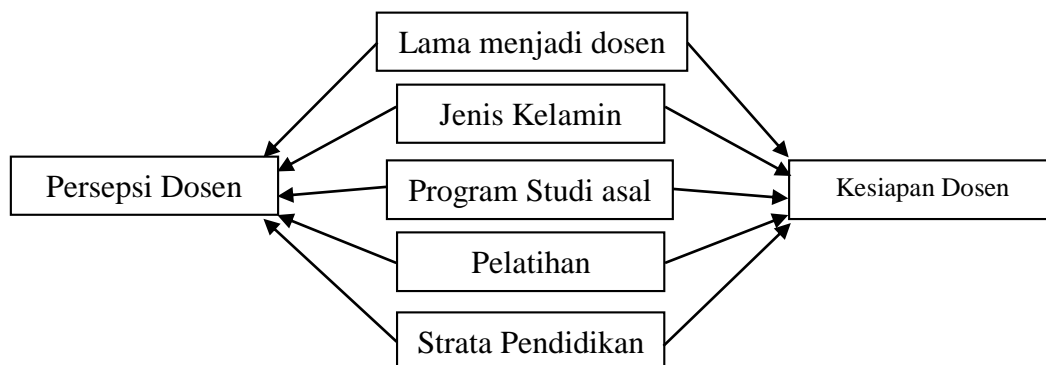 Lama menjadi dosen
Jenis Kelamin
Persepsi Dosen
Program Studi asal
Kesiapan Dosen
Pelatihan
Strata Pendidikan